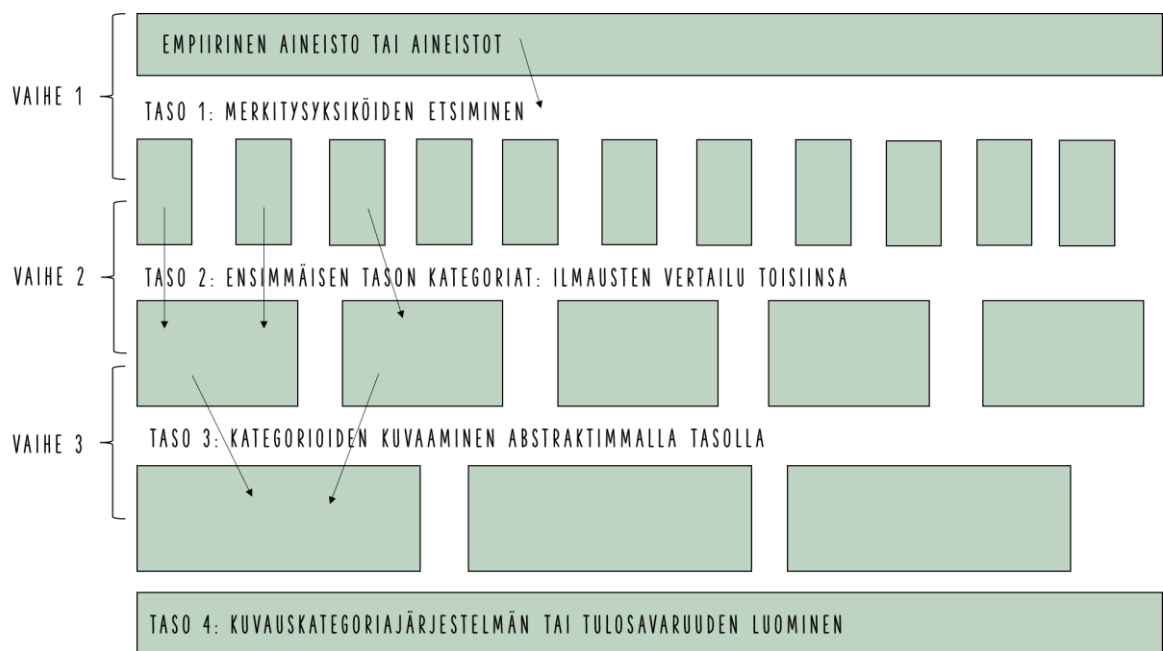 EMPIIRINEN AINEISTO TAI AINEISTOT
VAIHE 1
TASO 1: MERKITYSYKSIKÖIDEN ETSIMINEN
VAIHE 2
TASO 2: ENSIMMÄISEN TASON KATEGORIAT: ILMAUSTEN VERTAILU TOISIINSA
VAIHE 3
TASO 3: KATEGORIOIDEN KUVAAMINEN ABSTRAKTIMMALLA TASOLLA
TASO 4: KUVAUSKATEGORIAJÄRJESTELMÄN TAI TULOSAVARUUDEN LUOMINEN